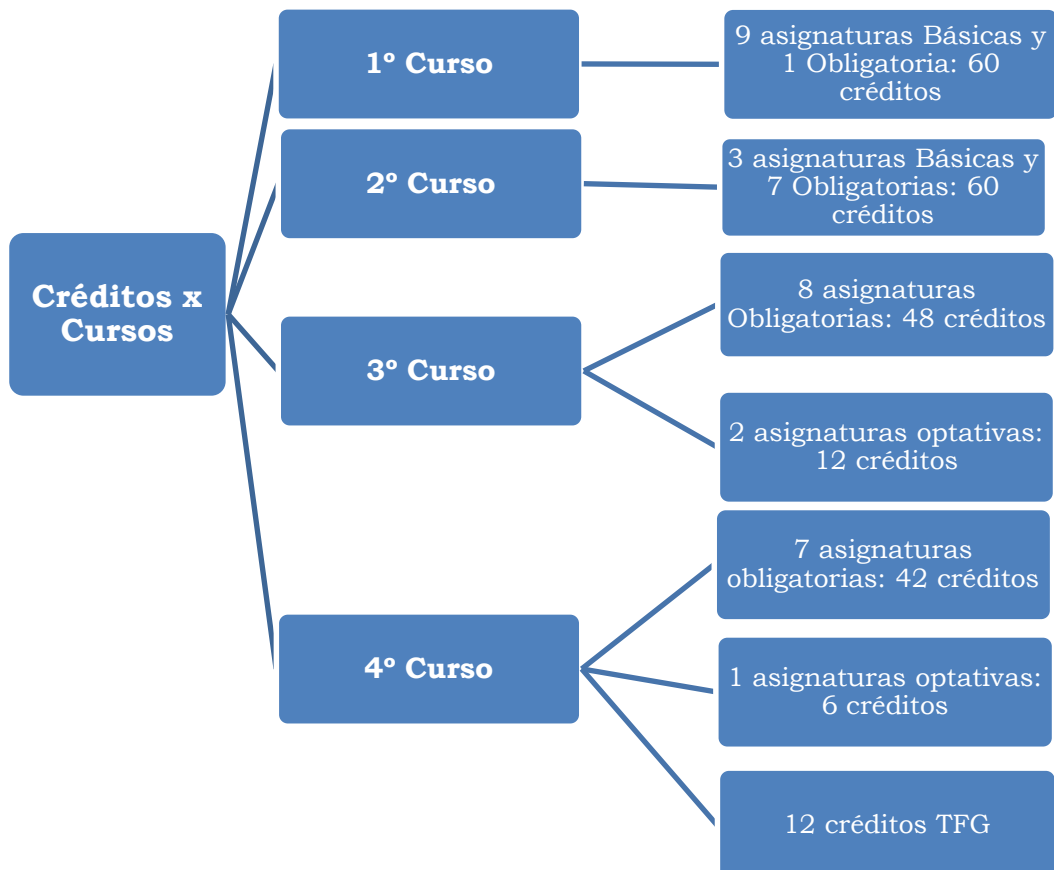 Créditos x
Cursos
1º Curso
9 asignaturas Básicas y
1 Obligatoria: 60
créditos
2º Curso
3 asignaturas Básicas y
7 Obligatorias: 60
créditos
3º Curso
8 asignaturas
Obligatorias: 48 créditos
2 asignaturas optativas:
12 créditos
4º Curso
7 asignaturas
obligatorias: 42 créditos
1 asignaturas optativas:
6 créditos
12 créditos TFG